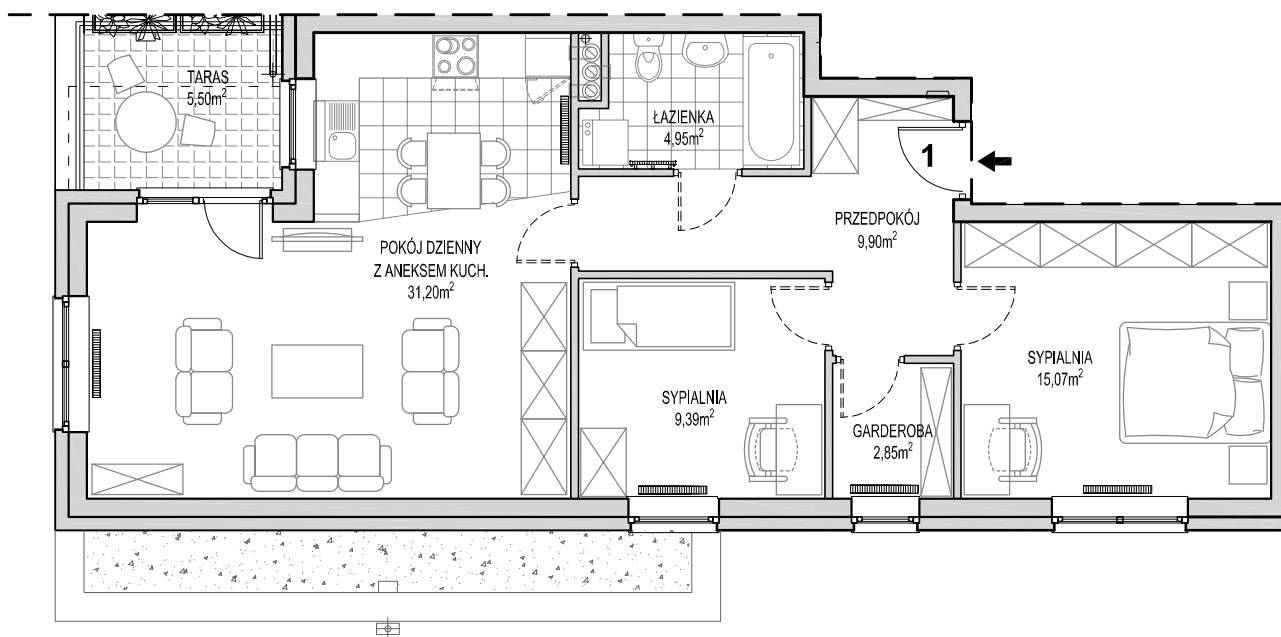 TARAS
5,50m²
ŁAZIENKA
4,95m²
1
PRZEDPOKÓJ
9,90m²
POKÓJ DZIENNY
Z ANEKSEM KUCH.
31,20m²
SYPIALNIA
9,39m²
GARDEROBA
2,85m²
SYPIALNIA
15,07m²